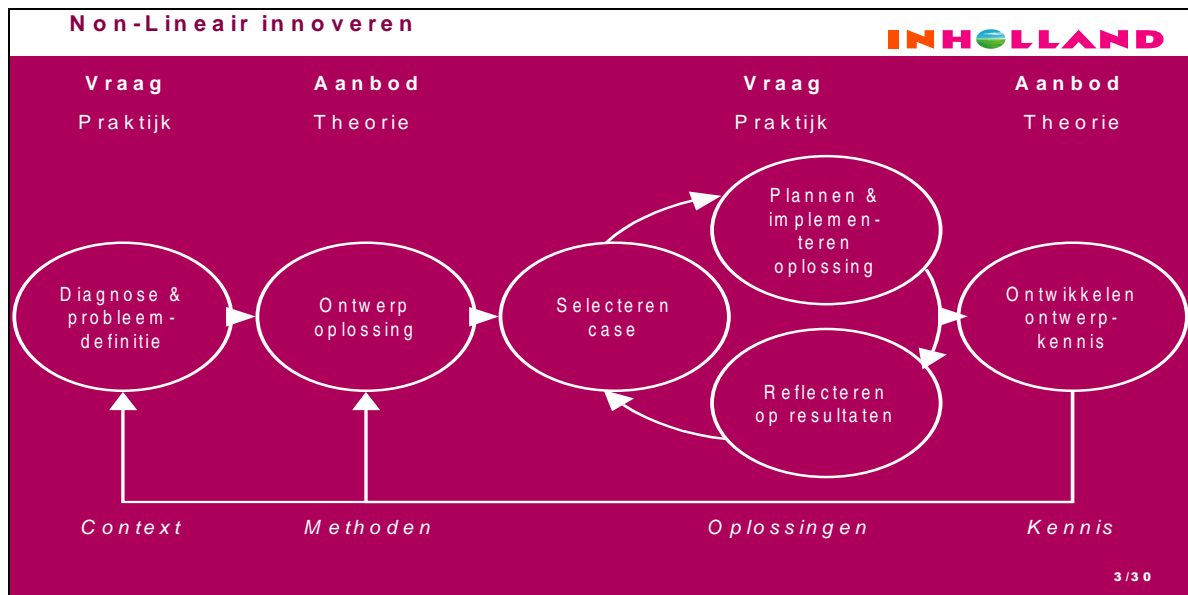 Non-Lineair innoveren
INHOLLAND
Vraag Aanbod Vraag Aanbod
Praktijk Theorie Praktijk Theorie
Diagnose &
probleem-
definitie
Ontwerp
oplossing
Selecteren
case
Plannen &
implemen-
teren
oplossing
Reflecteren
op resultaten
Ontwikkelen
ontwerp-
kennis
Context Methoden Oplossingen Kennis
3/30